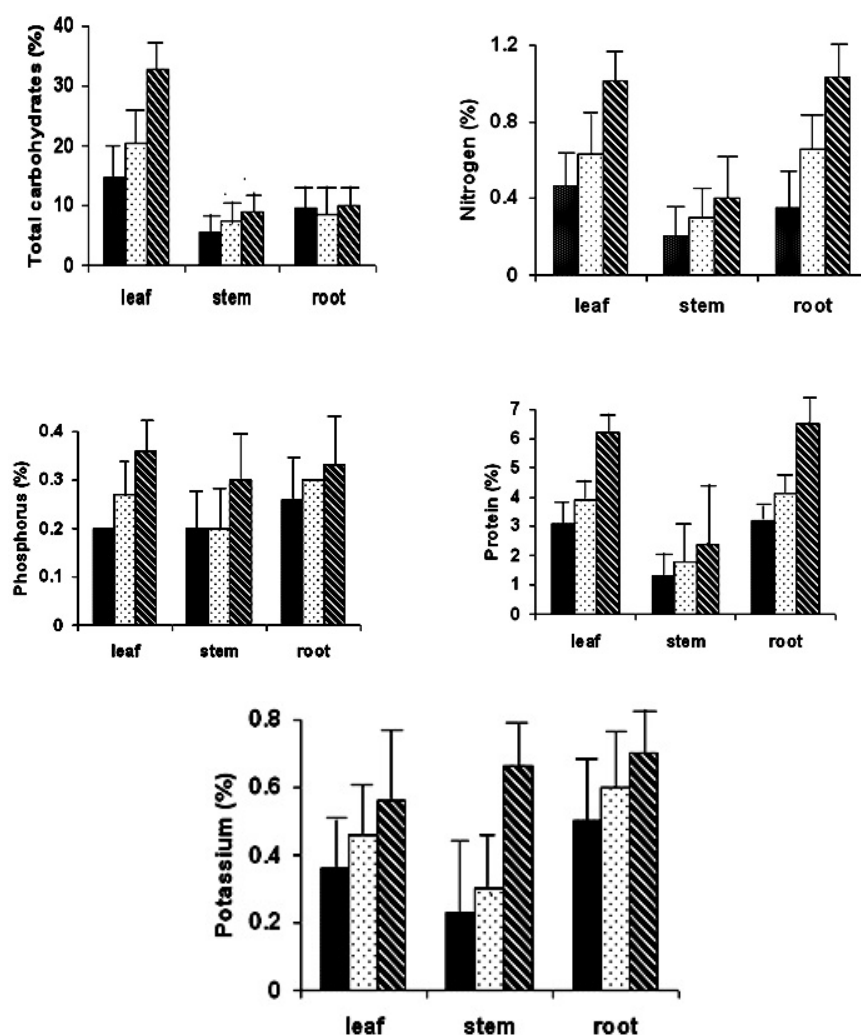 Total carbohydrates (%)
40
30
20
10
0
leaf stem root
Nitrogen (%)
1.2
0.8
0.4
0
leaf stem root
Phosphorus (%)
0.4
0.3
0.2
0.1
0
leaf stem root
Protein (%)
7
6
5
4
3
2
1
0
leaf stem root
Potassium (%)
0.8
0.6
0.4
0.2
0
leaf stem root